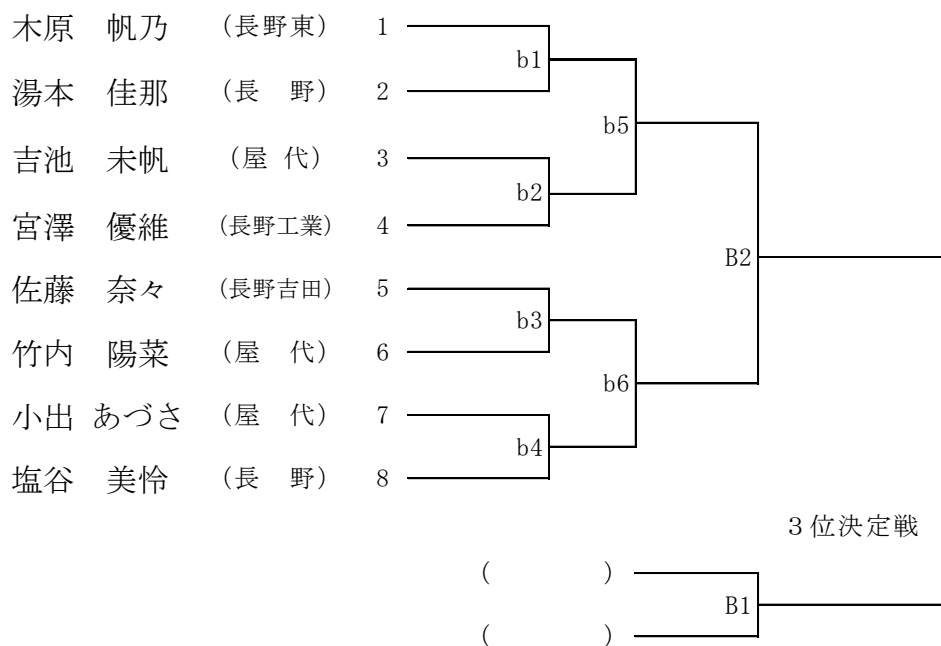 木原　帆乃　（長野東）　1
b1
湯本　佳那　（長　野）　2
b5
吉池　未帆　（屋 代）　3
b2
宮澤　優維　（長野工業）　4
B2
佐藤　奈々　（長野吉田）　5
b3
竹内　陽菜　（屋　代）　6
b6
小出 あづさ　（屋　代）　7
b4
塩谷　美怜　（長　野）　8
３位決定戦
（　　　　）
B1
（　　　　）